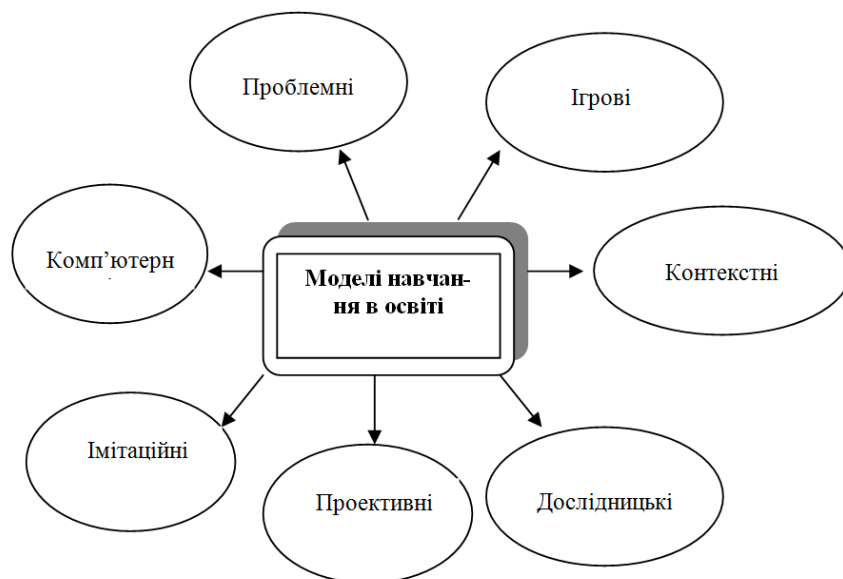 Проблемні
Ігрові
Комп’ютерн
Моделі навчан-
ня в освіті
Контекстні
Імітаційні
Проективні
Дослідницькі